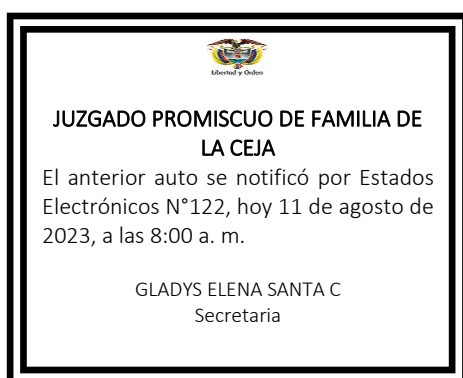 Libertad y Orden
JUZGADO PROMISCUO DE FAMILIA DE
LA CEJA
El anterior auto se notificó por Estados
Electrónicos N°122, hoy 11 de agosto de
2023, a las 8:00 a. m.
GLADYS ELENA SANTA C
Secretaria